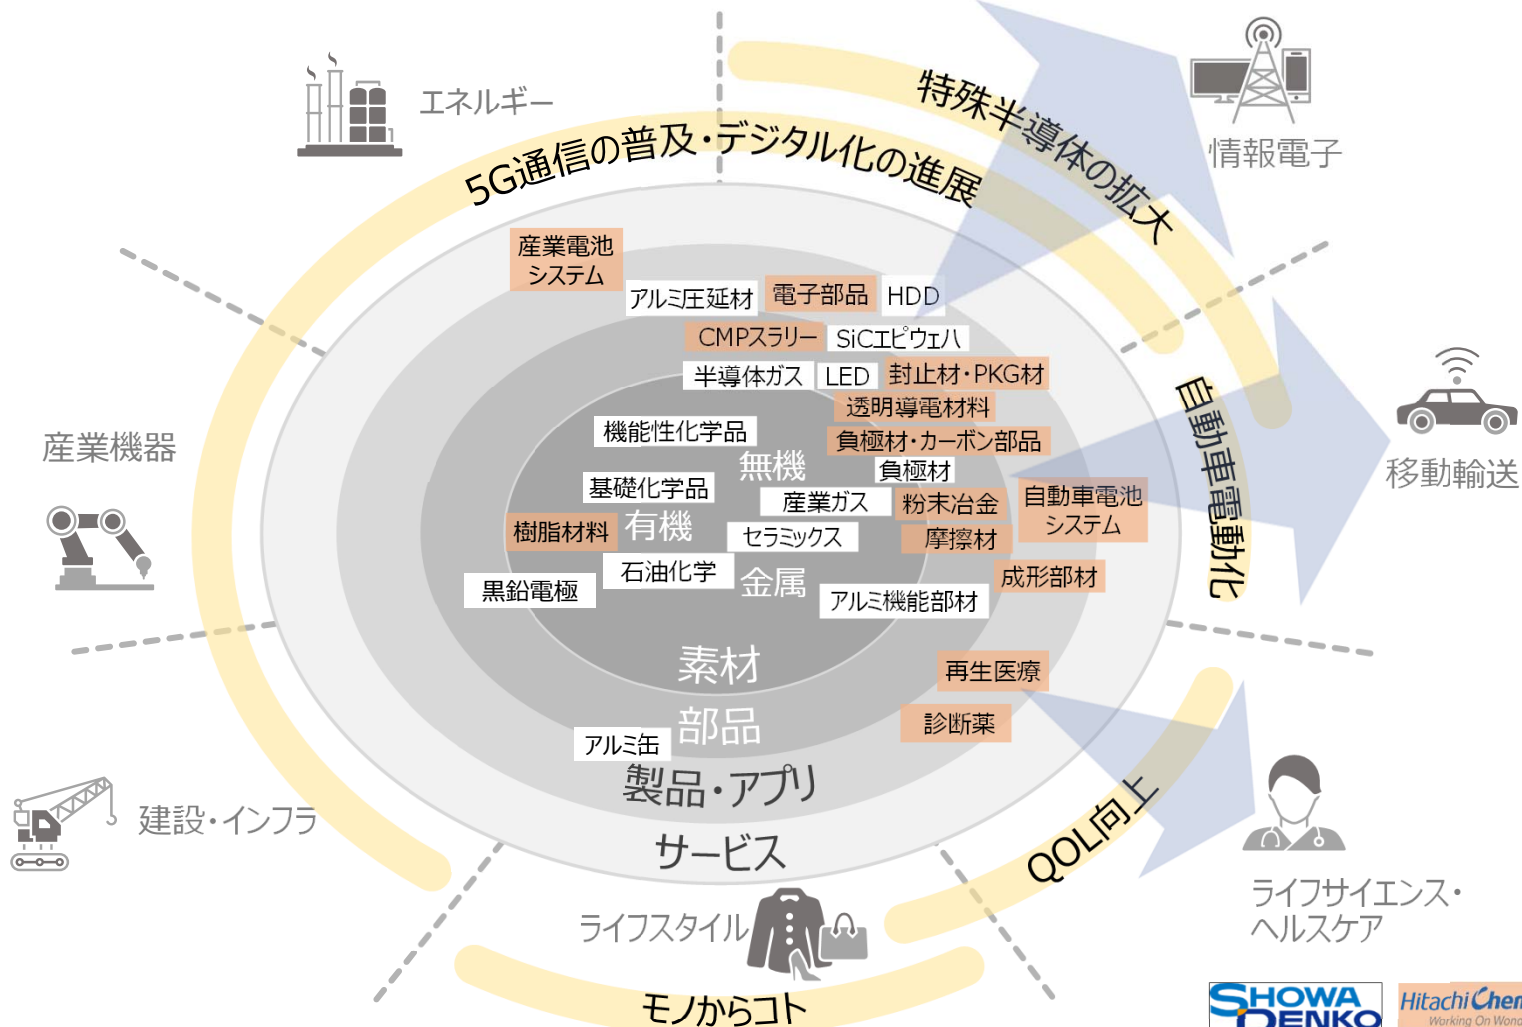 エネルギー
特殊半導体の拡大
情報電子
5G通信の普及・デジタル化の進展
産業電池
システム
アルミ圧延材
電子部品
HDD
CMPスラリー
SiCエピウェハ
半導体ガス
LED
封止材・PKG材
透明導電材料
機能性化学品
負極材・カーボン部品
無機
負極材
基礎化学品
産業ガス
粉末冶金
自動車電池
システム
樹脂材料
有機
セラミックス
摩擦材
石油化学
金属
成形部材
黒鉛電極
アルミ機能部材
自動車電動化
移動輸送
産業機器
素材
再生医療
部品
診断薬
アルミ缶
製品・アプリ
サービス
建設・インフラ
QOL向上
ライフサイエンス・
ヘルスケア
ライフスタイル
モノからコト
SHOWA
DENKO
Hitachi Chem
Working On Wond